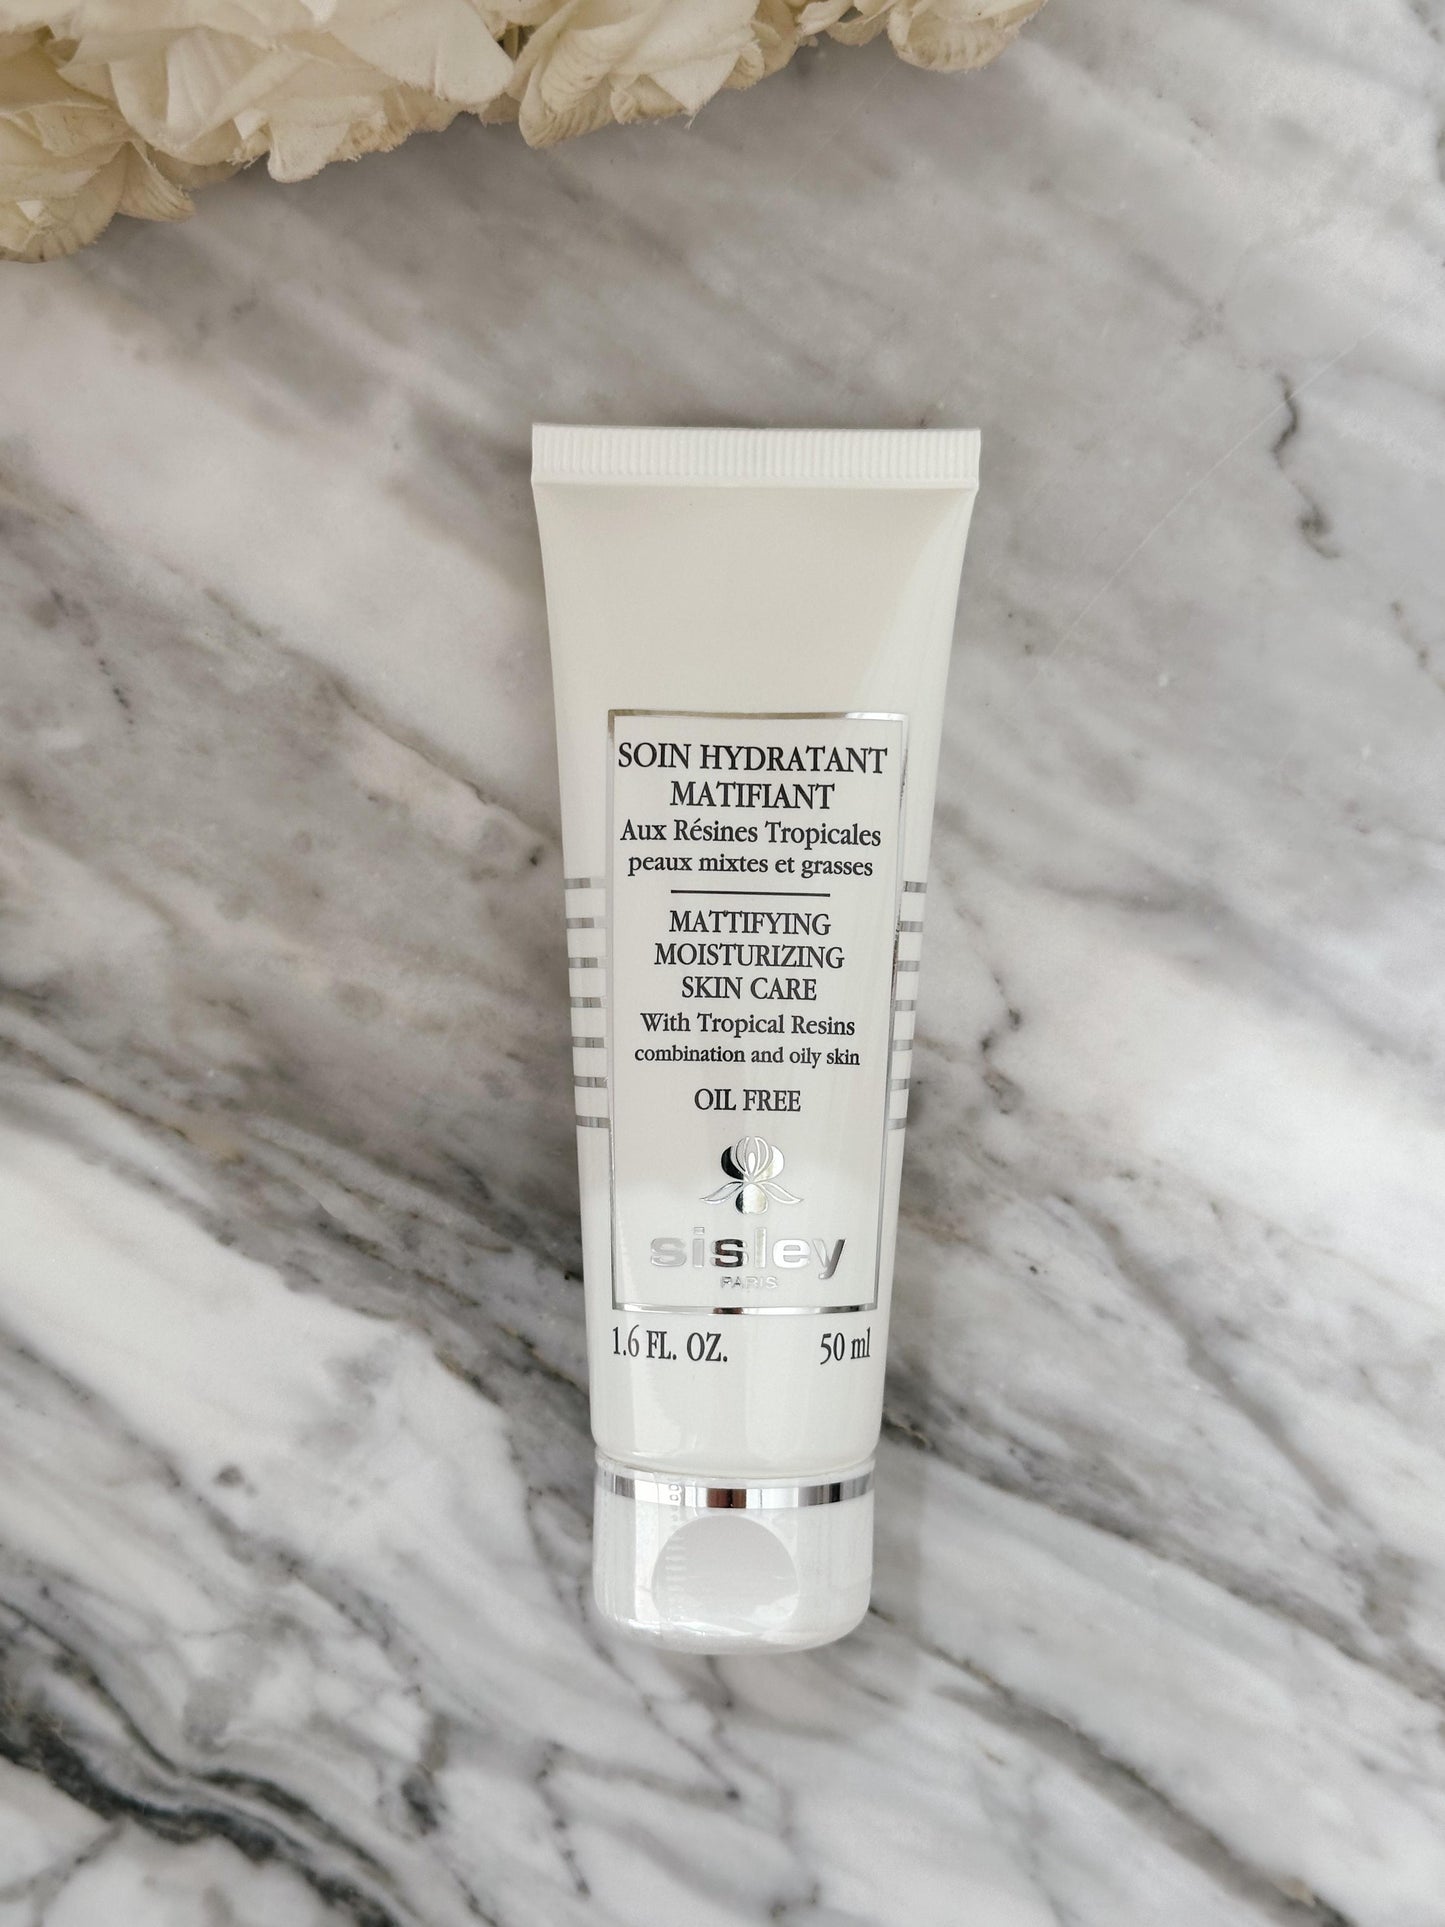 SOIN HYDRATANT
MATIFIANT
Aux Résines Tropicales
peaux mixtes et grasses
MATTIFYING
MOISTURIZING
SKIN CARE
With Tropical Resins
combination and oily skin
OIL FREE
sisley
PARIS
1.6 FL. OZ. 50 ml